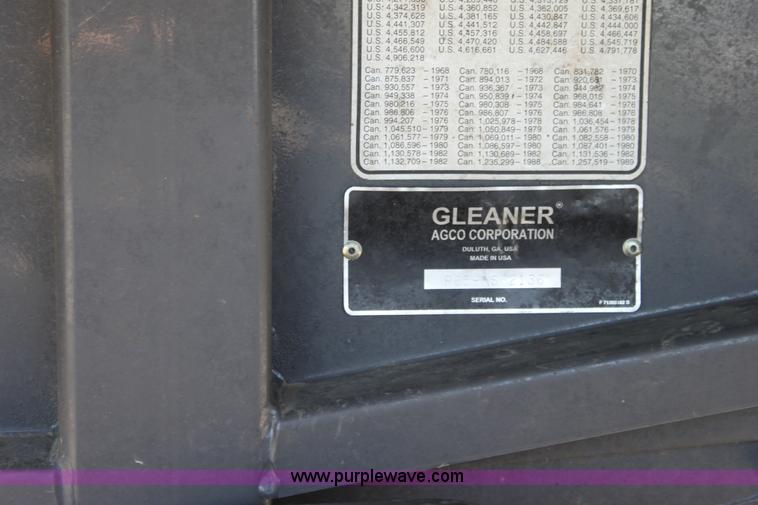 U.S. 4,342,319 U.S. 4,360,852 U.S. 4,362,005 U.S. 4,369,617
U.S. 4,374,628 U.S. 4,381,165 U.S. 4,430,847 U.S. 4,434,606
U.S. 4,441,307 U.S. 4,441,512 U.S. 4,442,847 U.S. 4,444,000
U.S. 4,455,812 U.S. 4,457,316 U.S. 4,458,697 U.S. 4,466,447
U.S. 4,466,549 U.S. 4,470,420 U.S. 4,484,588 U.S. 4,545,719
U.S. 4,546,600 U.S. 4,616,661 U.S. 4,627,446 U.S. 4,791,778
U.S. 4,906,218
Can. 779,623 – 1968 Can. 780,116 – 1968 Can. 831,782 – 1970
Can. 875,837 – 1971 Can. 894,013 – 1972 Can. 920,681 – 1973
Can. 930,557 – 1973 Can. 936,367 – 1973 Can. 944,962 – 1974
Can. 949,338 – 1974 Can. 950,839 – 1974 Can. 968,015 – 1975
Can. 980,216 – 1975 Can. 980,308 – 1975 Can. 984,641 – 1976
Can. 986,806 – 1976 Can. 986,807 – 1976 Can. 986,808 – 1976
Can. 994,207 – 1976 Can. 1,025,978 – 1978 Can. 1,036,454 – 1978
Can. 1,045,510 – 1979 Can. 1,050,849 – 1979 Can. 1,061,576 – 1979
Can. 1,061,577 – 1979 Can. 1,069,011 – 1980 Can. 1,082,558 – 1980
Can. 1,086,596 – 1980 Can. 1,086,597 – 1980 Can. 1,087,401 – 1980
Can. 1,130,578 – 1982 Can. 1,130,689 – 1982 Can. 1,131,536 – 1982
Can. 1,132,709 – 1982 Can. 1,235,299 – 1988 Can. 1,257,519 – 1989
GLEANER®
AGCO CORPORATION
DULUTH, GA. USA
MADE IN USA
SERIAL NO.
www.purplewave.com